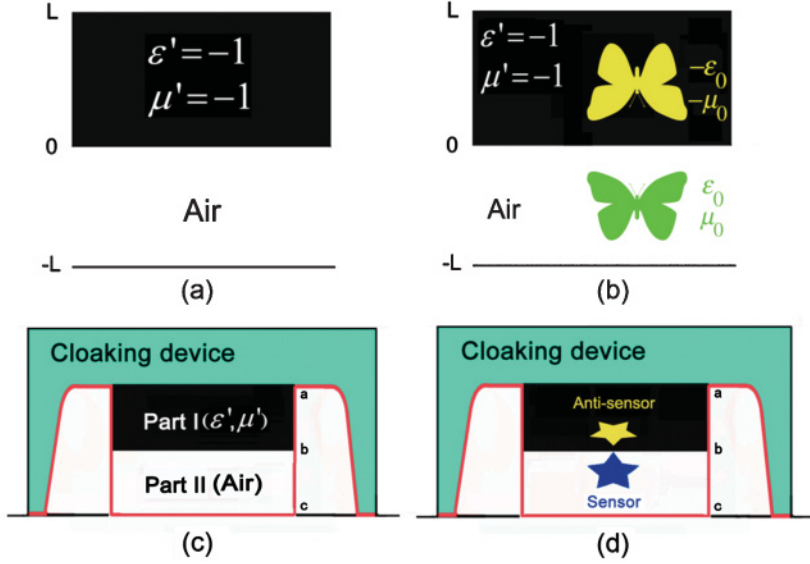 L
ε'=−1
μ'=−1
0
Air
-L
(a)
L
ε'=−1
μ'=−1
−ε₀
−μ₀
0
Air
ε₀
μ₀
-L
(b)
Cloaking device
a
Part I(ε',μ')
b
Part II (Air)
c
(c)
Cloaking device
a
Anti-sensor
b
Sensor
c
(d)